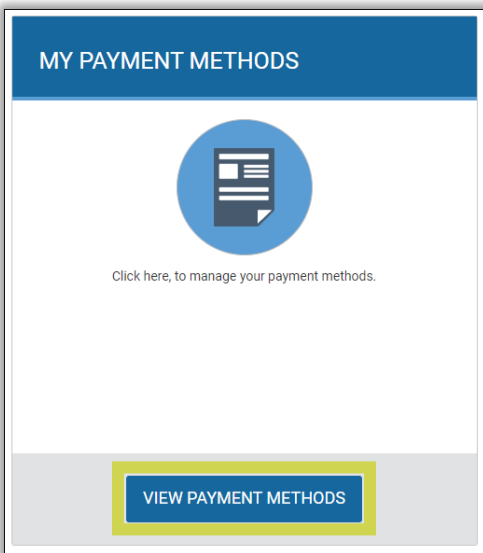 MY PAYMENT METHODS
Click here, to manage your payment methods.
VIEW PAYMENT METHODS